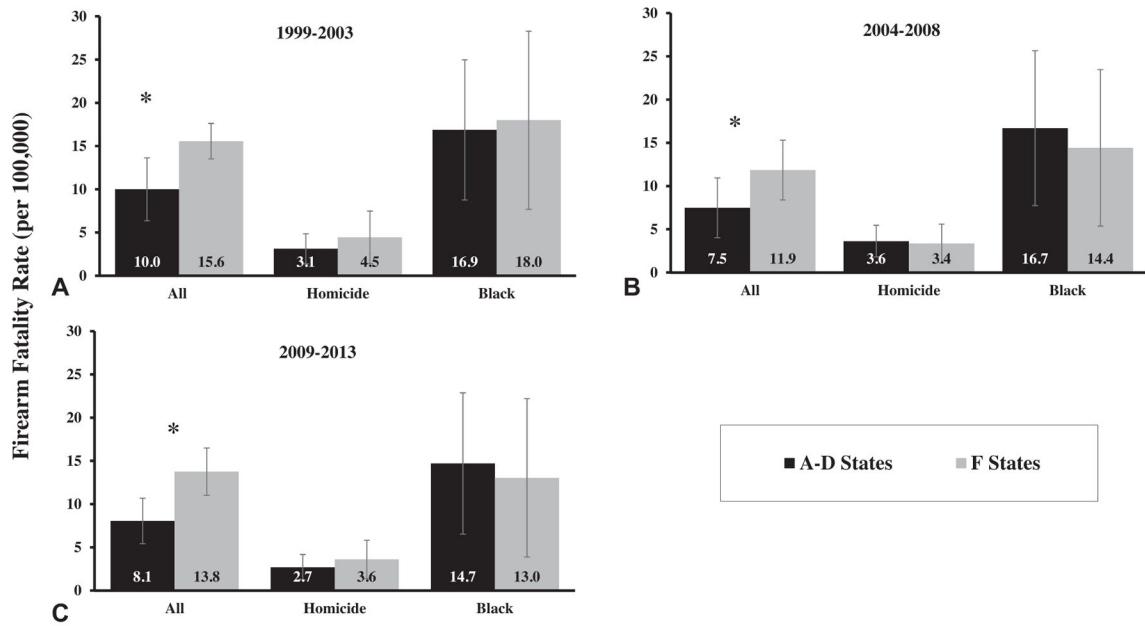 Firearm Fatality Rate (per 100,000)
1999-2003
30
25
20
15
10
5
0
*
10.0 15.6 3.1 4.5 16.9 18.0
All Homicide Black
A
2004-2008
30
25
20
15
10
5
0
*
7.5 11.9 3.6 3.4 16.7 14.4
All Homicide Black
B
2009-2013
30
25
20
15
10
5
0
*
8.1 13.8 2.7 3.6 14.7 13.0
All Homicide Black
C
A-D States F States